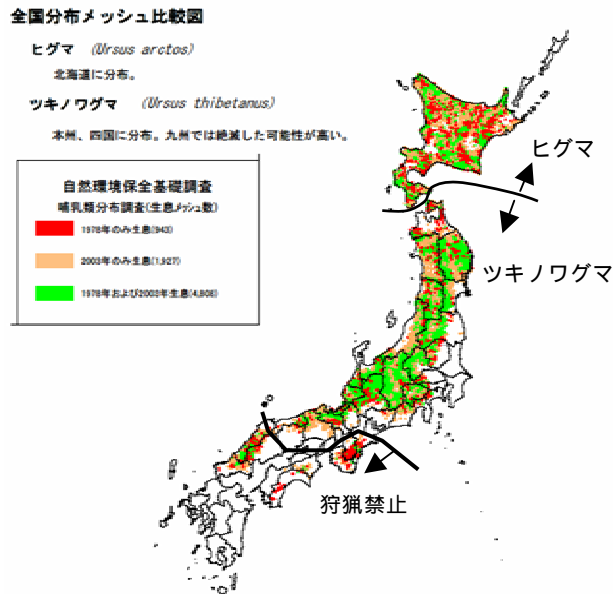 全国分布メッシュ比較図
ヒグマ (Ursus arctos)
北海道に分布。
ツキノワグマ (Ursus thibetanus)
本州、四国に分布。九州では絶滅した可能性が高い。
自然環境保全基礎調査
哺乳類分布調査(生息メッシュ数)
1978年のみ生息(943)
2003年のみ生息(1,927)
1978年および2003年生息(4,808)
ヒグマ
ツキノワグマ
狩猟禁止